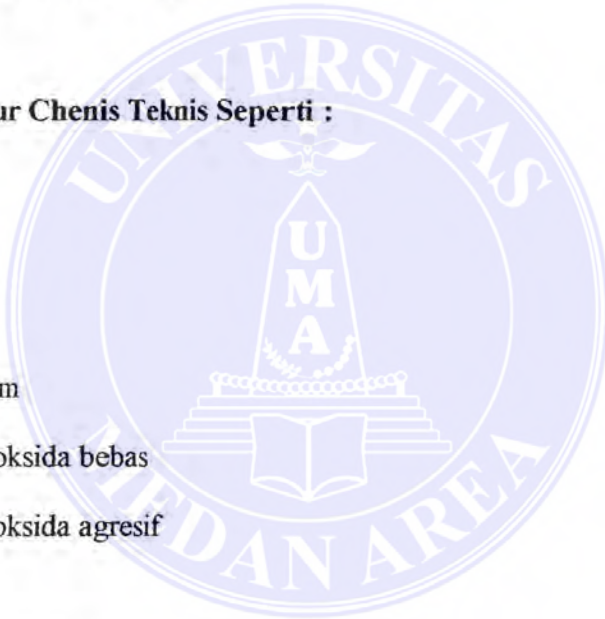 ur Chenis Teknis Seperti :
UNIVERSITAS
U
M
A
m
oksida bebas
oksida agresif
MEDAN AREA